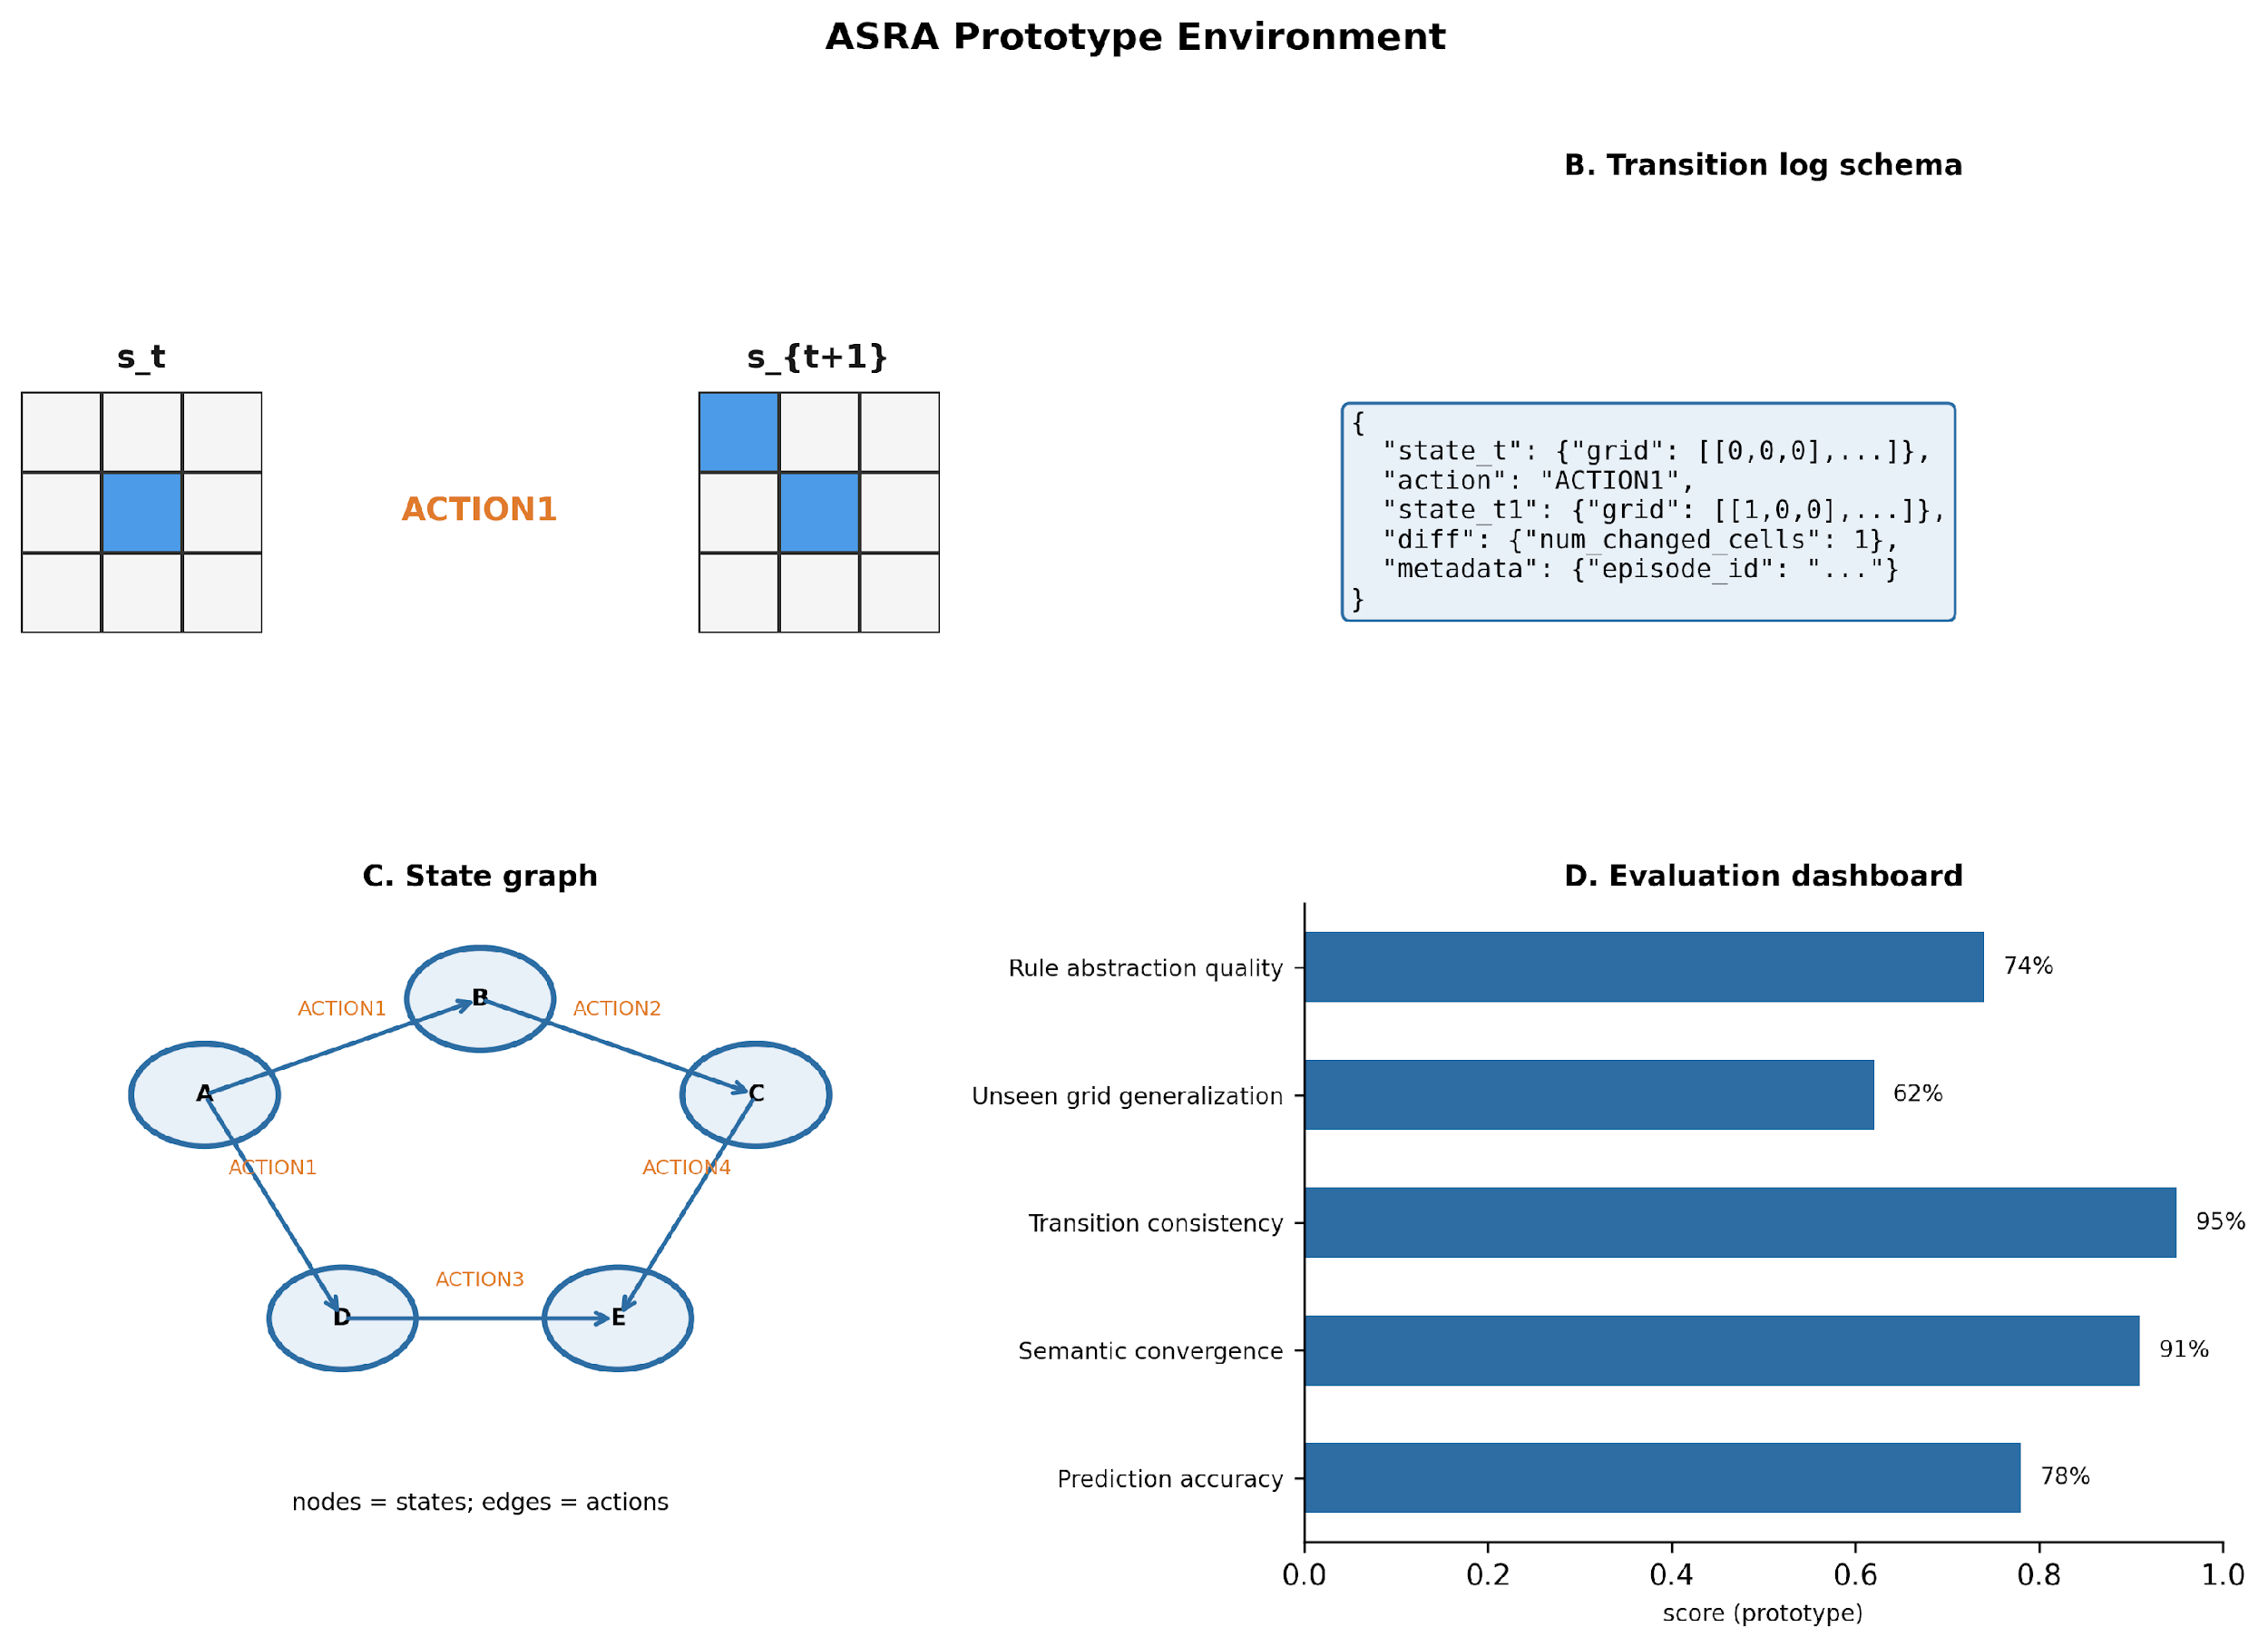 ASRA Prototype Environment
s_t
ACTION1
s_{t+1}
B. Transition log schema
{
  "state_t": {"grid": [[0,0,0],...]},
  "action": "ACTION1",
  "state_t1": {"grid": [[1,0,0],...]},
  "diff": {"num_changed_cells": 1},
  "metadata": {"episode_id": "..."}
}
C. State graph
B
ACTION1
ACTION2
A
C
ACTION1
ACTION4
ACTION3
D
E
nodes = states; edges = actions
D. Evaluation dashboard
Rule abstraction quality 74%
Unseen grid generalization 62%
Transition consistency 95%
Semantic convergence 91%
Prediction accuracy 78%
0.0 0.2 0.4 0.6 0.8 1.0
score (prototype)